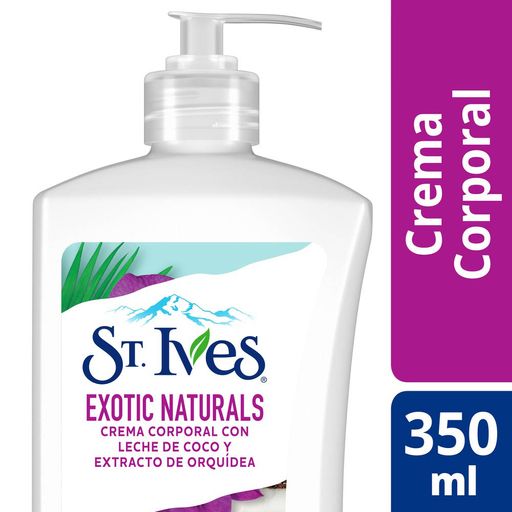 ST. Ives®
EXOTIC NATURALS
CREMA CORPORAL CON
LECHE DE COCO Y
EXTRACTO DE ORQUÍDEA
Crema
Corporal
350
ml